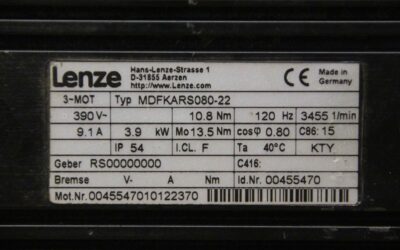 Lenze
Hans-Lenze-Strasse 1
D-31855 Aerzen
http://www.Lenze.com
CE
Made in
Germany
3~MOT Typ MDFKARS080-22
390 V~ 10.8 Nm 120 Hz 3455 1/min
9.1 A 3.9 kW Mo 13.5 Nm cosφ 0.80 C86: 15
IP 54 I.CL. F Ta 40°C KTY
Geber RS00000000 C416:
Bremse V- A Nm Id.Nr. 00455470
Mot.Nr. 0045547010122370